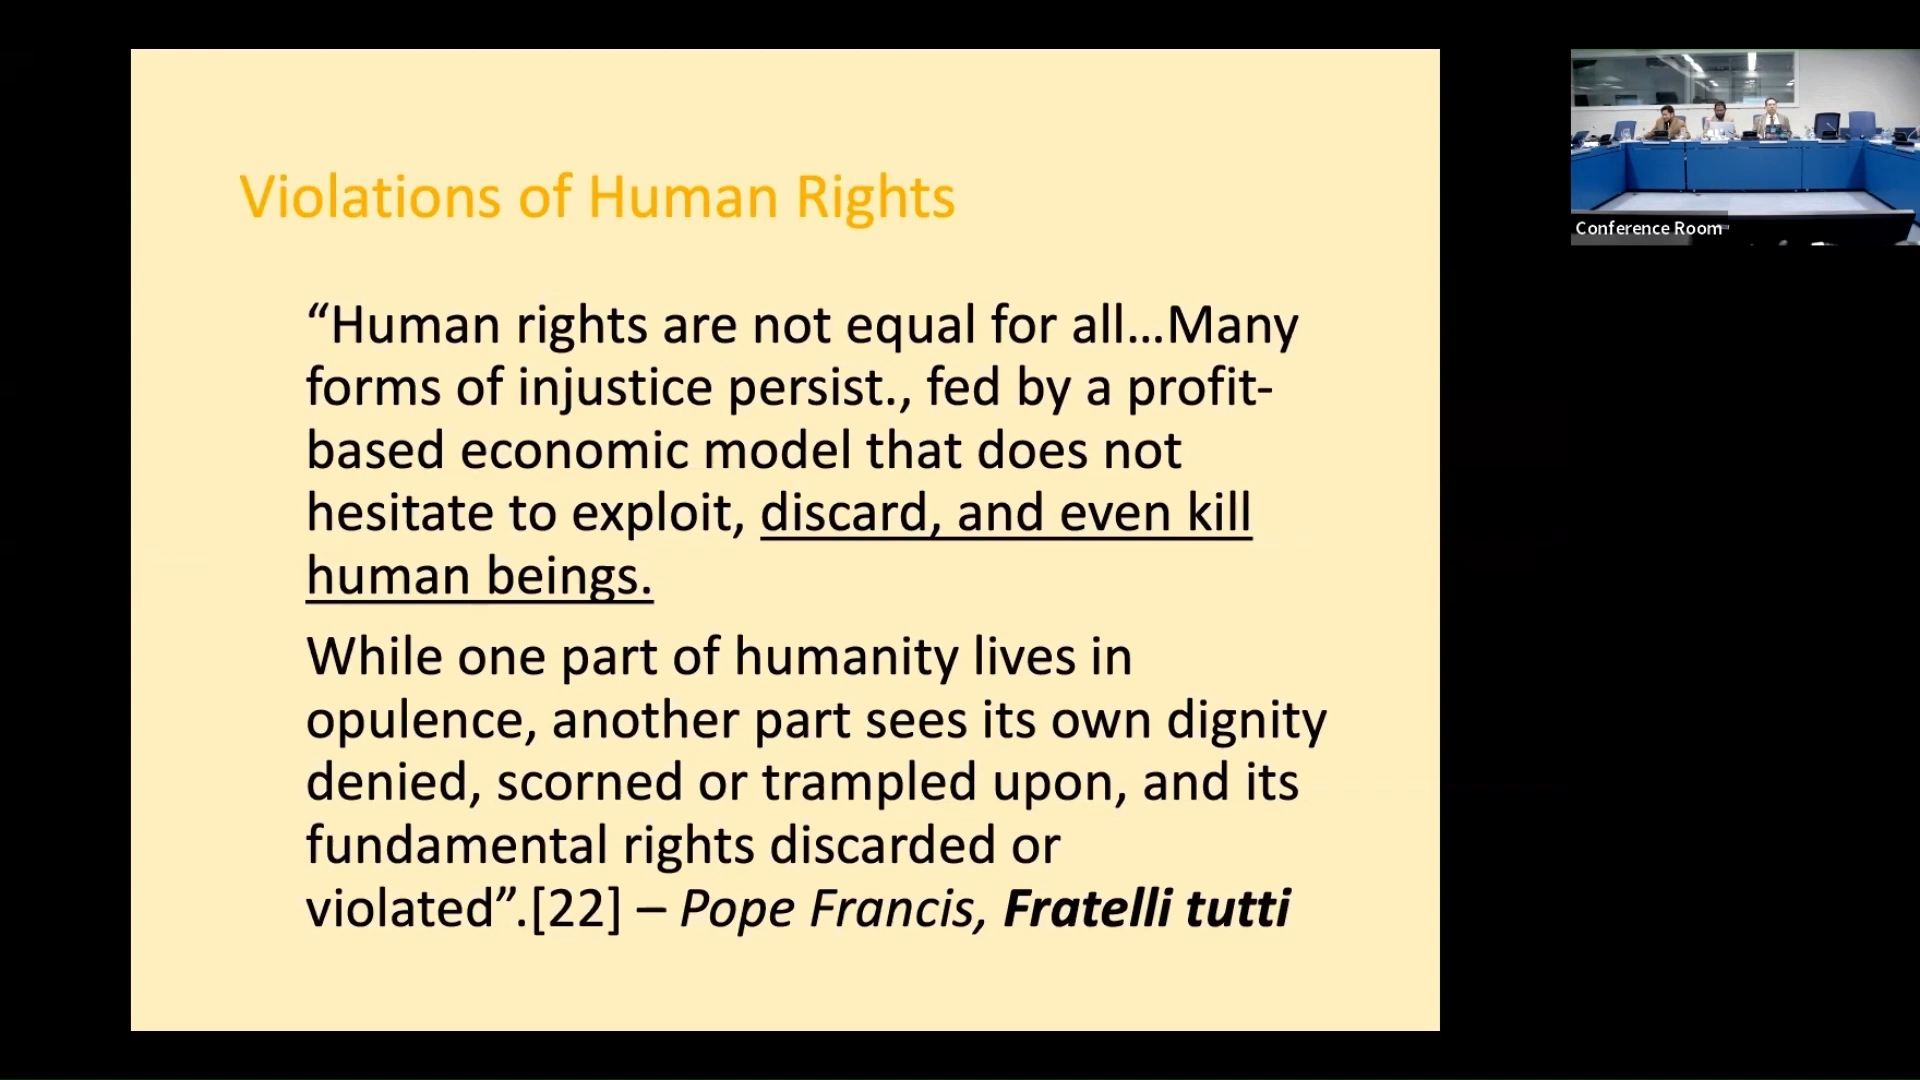 Violations of Human Rights
“Human rights are not equal for all…Many
forms of injustice persist., fed by a profit-
based economic model that does not
hesitate to exploit, discard, and even kill
human beings.
While one part of humanity lives in
opulence, another part sees its own dignity
denied, scorned or trampled upon, and its
fundamental rights discarded or
violated”.[22] – Pope Francis, Fratelli tutti
Conference Room